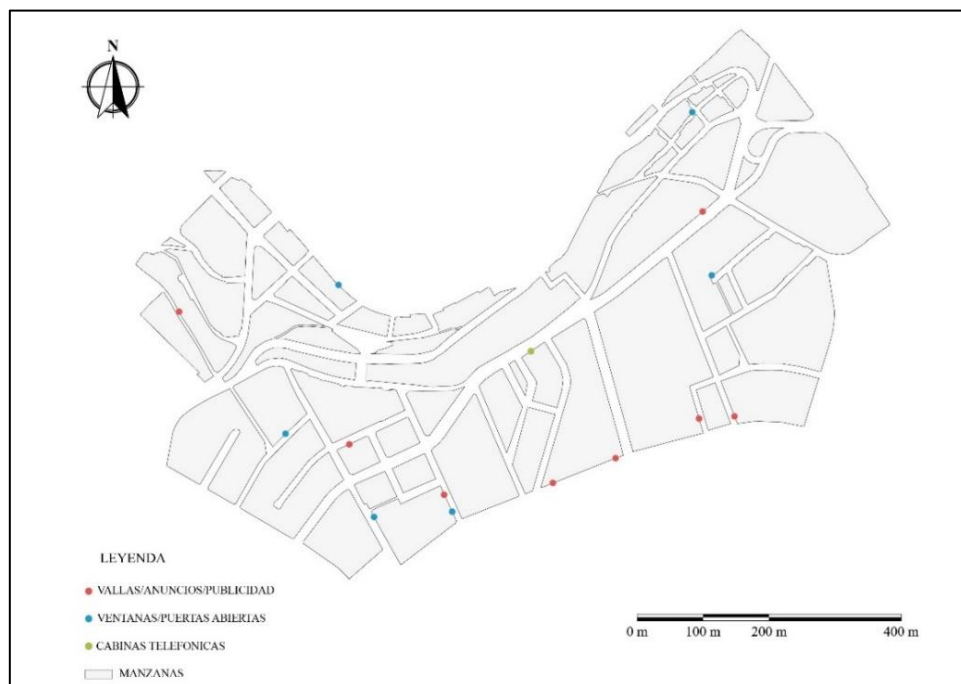 N
LEYENDA
VALLAS/ANUNCIOS/PUBLICIDAD
VENTANAS/PUERTAS ABIERTAS
CABINAS TELEFONICAS
MANZANAS
0 m 100 m 200 m 400 m